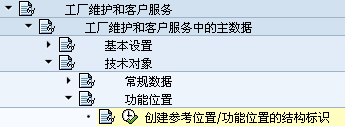 工厂维护和客户服务
工厂维护和客户服务中的主数据
基本设置
技术对象
常规数据
功能位置
创建参考位置/功能位置的结构标识